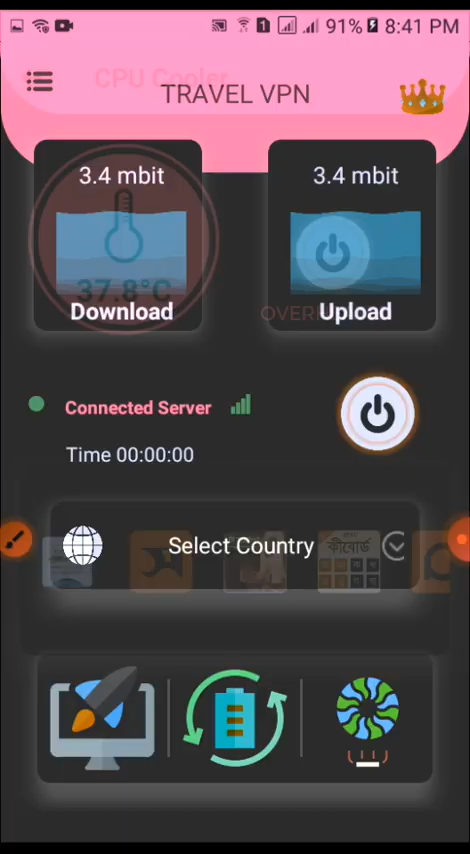 91% 8:41 PM
CPU Cooler
TRAVEL VPN
3.4 mbit
3.4 mbit
37.8°C
OVER
Download
Upload
Connected Server
Time 00:00:00
Select Country
কীবোর্ড